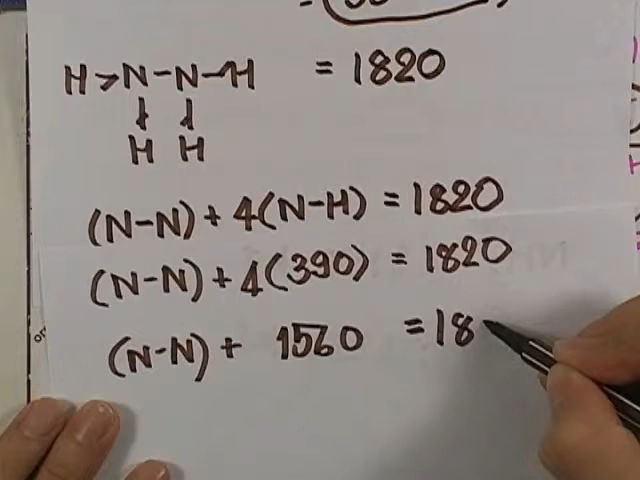 H-N-N-H = 1820
H H
(N-N) + 4(N-H) = 1820
(N-N) + 4(390) = 1820
(N-N) + 1560 = 18